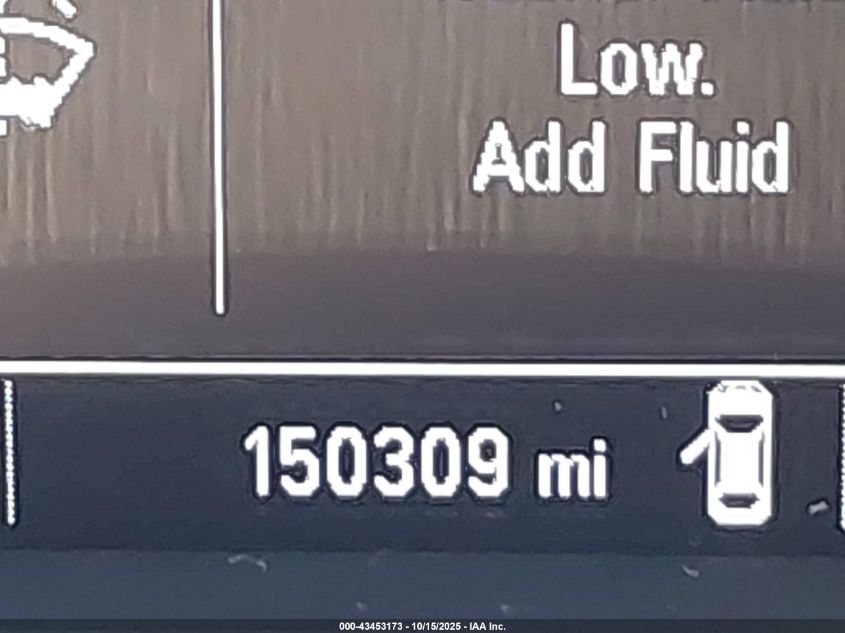 Low.
Add Fluid
150309 mi
000-43453173 - 10/15/2025 - IAA Inc.